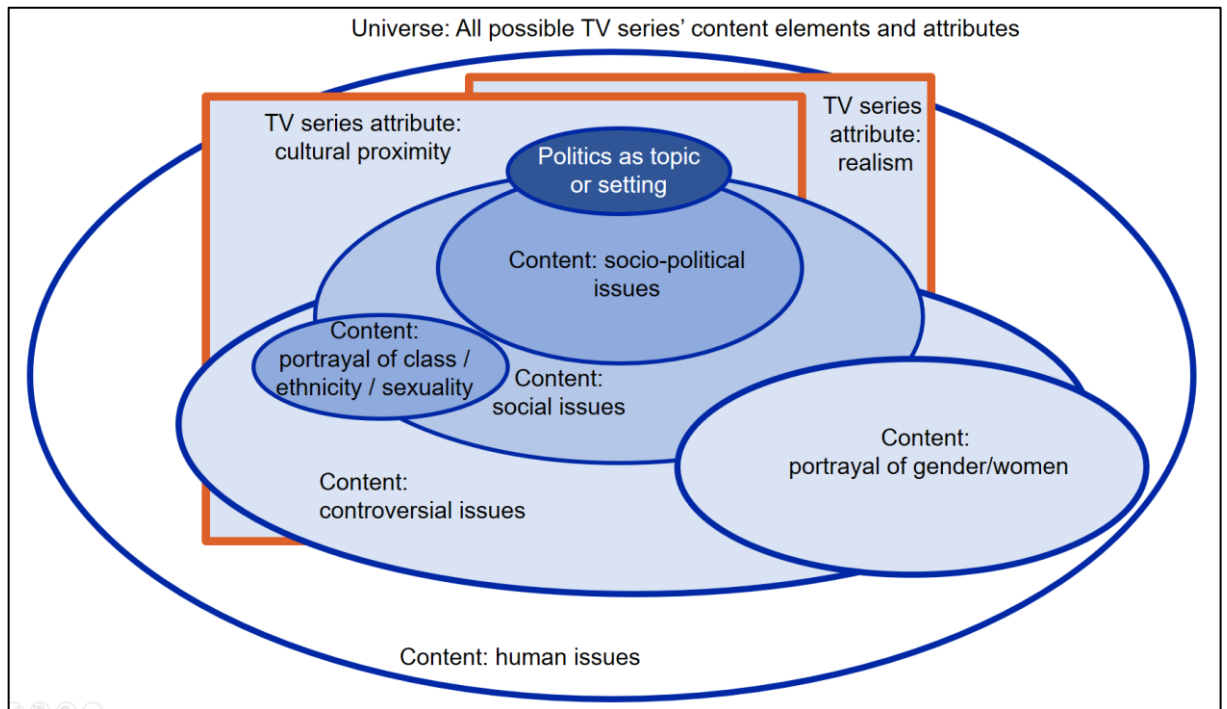 Universe: All possible TV series’ content elements and attributes
TV series attribute:
cultural proximity
TV series
attribute:
realism
Politics as topic
or setting
Content: socio-political
issues
Content:
portrayal of class /
ethnicity / sexuality
Content:
social issues
Content:
portrayal of gender/women
Content:
controversial issues
Content: human issues